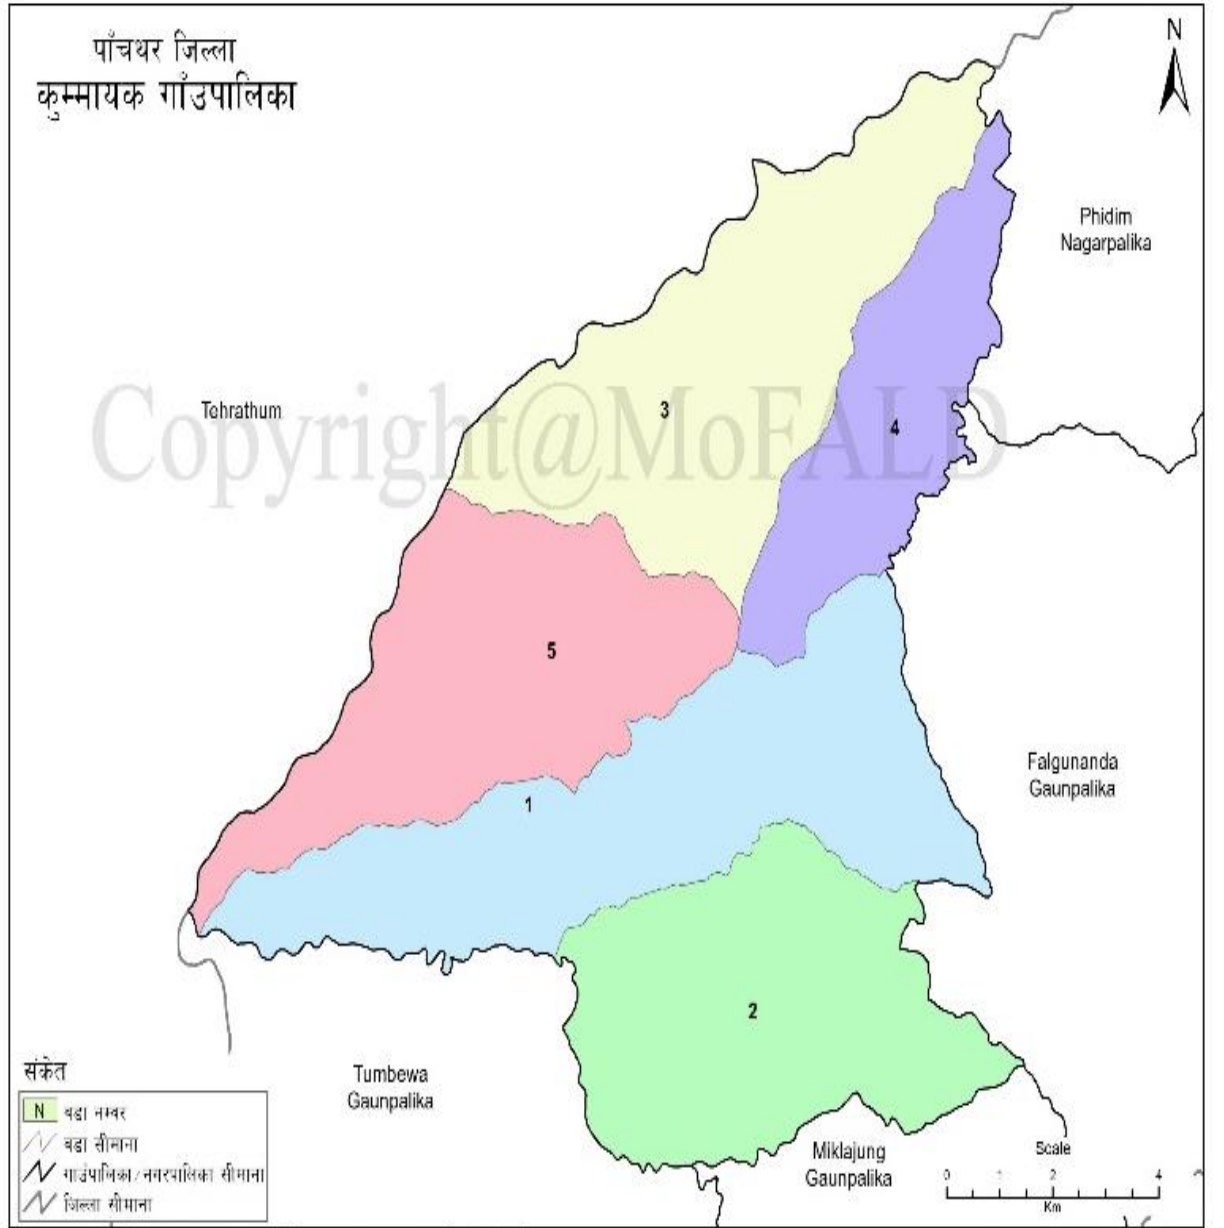 पाँचथर जिल्ला
कुम्मायक गाँउपालिका
N
Phidim
Nagarpalika
Tehrathum
Copyright@MoFALD
3
4
5
1
Falgunanda
Gaunpalika
2
Tumbewa
Gaunpalika
Miklajung
Gaunpalika
संकेत
N वडा नम्बर
वडा सीमाना
गाउंपालिका/नगरपालिका सीमाना
जिल्ला सीमाना
Scale
0 1 2 4
Km